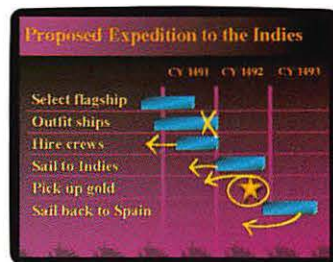 Proposed Expedition to the Indies
CY 1491 CY 1492 CY 1493
Select flagship
Outfit ships
Hire crews
Sail to Indies
Pick up gold
Sail back to Spain